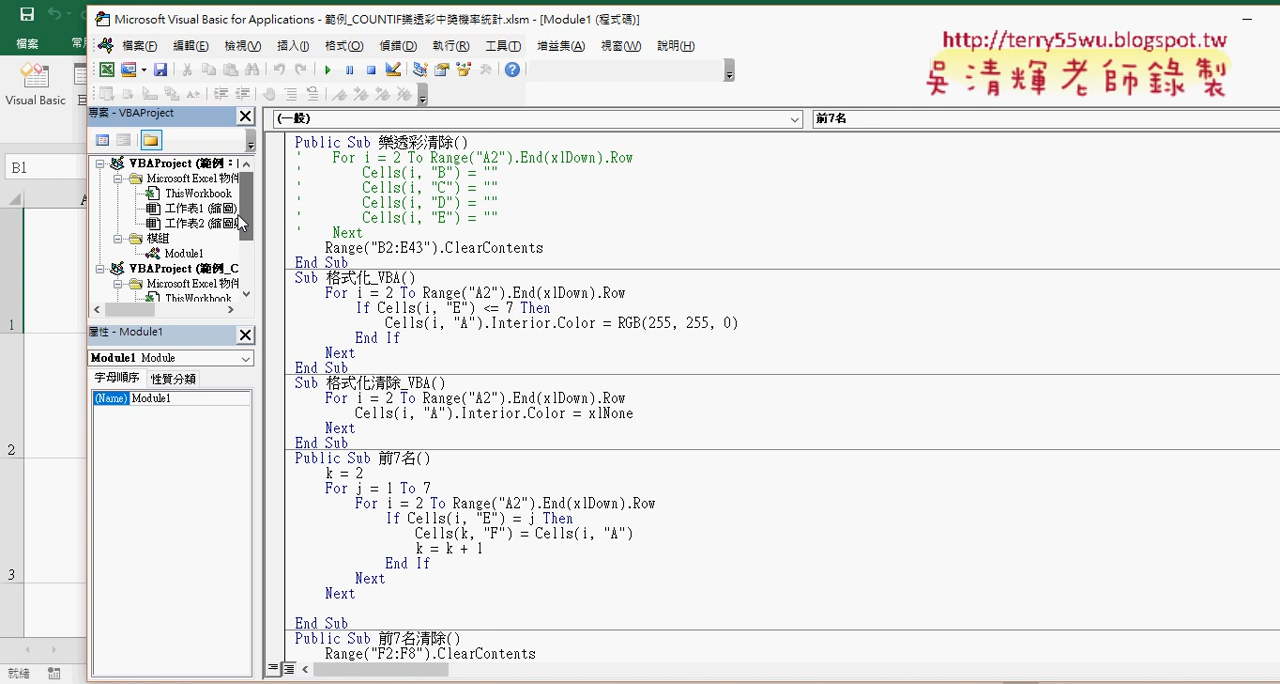 Microsoft Visual Basic for Applications - 範例_COUNTIF樂透彩中獎機率統計.xlsm - [Module1 (程式碼)]
檔案
常
檔案(F) 編輯(E) 檢視(V) 插入(I) 格式(O) 偵錯(D) 執行(R) 工具(T) 增益集(A) 視窗(W) 說明(H)
http://terry55wu.blogspot.tw
吳清輝老師錄製
Visual Basic
專案 - VBAProject
(一般)
前7名
B1
VBAProject (範例：
Microsoft Excel 物件
ThisWorkbook
工作表1 (縮圖)
工作表2 (縮圖
模組
Module1
VBAProject (範例_C
Microsoft Excel 物件
ThisWorkbook
屬性 - Module1
Module1 Module
字母順序 性質分類
(Name) Module1
1
2
3
就緒
Public Sub 樂透彩清除()
' For i = 2 To Range("A2").End(xlDown).Row
' Cells(i, "B") = ""
' Cells(i, "C") = ""
' Cells(i, "D") = ""
' Cells(i, "E") = ""
' Next
Range("B2:E43").ClearContents
End Sub
Sub 格式化_VBA()
For i = 2 To Range("A2").End(xlDown).Row
If Cells(i, "E") <= 7 Then
Cells(i, "A").Interior.Color = RGB(255, 255, 0)
End If
Next
End Sub
Sub 格式化清除_VBA()
For i = 2 To Range("A2").End(xlDown).Row
Cells(i, "A").Interior.Color = xlNone
Next
End Sub
Public Sub 前7名()
k = 2
For j = 1 To 7
For i = 2 To Range("A2").End(xlDown).Row
If Cells(i, "E") = j Then
Cells(k, "F") = Cells(i, "A")
k = k + 1
End If
Next
Next
End Sub
Public Sub 前7名清除()
Range("F2:F8").ClearContents